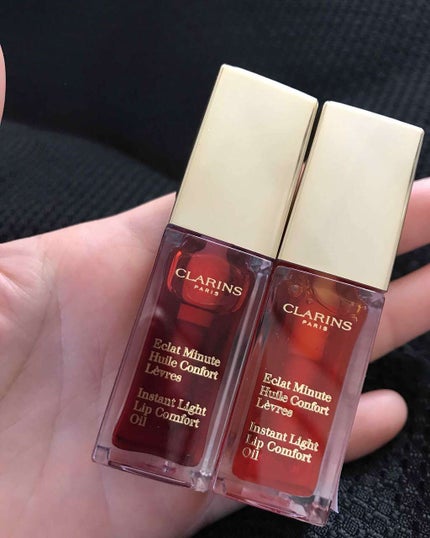 CLARINS
PARIS
Eclat Minute
Huile Confort
Lèvres
Instant Light
Lip Comfort
Oil
CLARINS
PARIS
Eclat Minute
Huile Confort
Lèvres
Instant Light
Lip Comfort
Oil